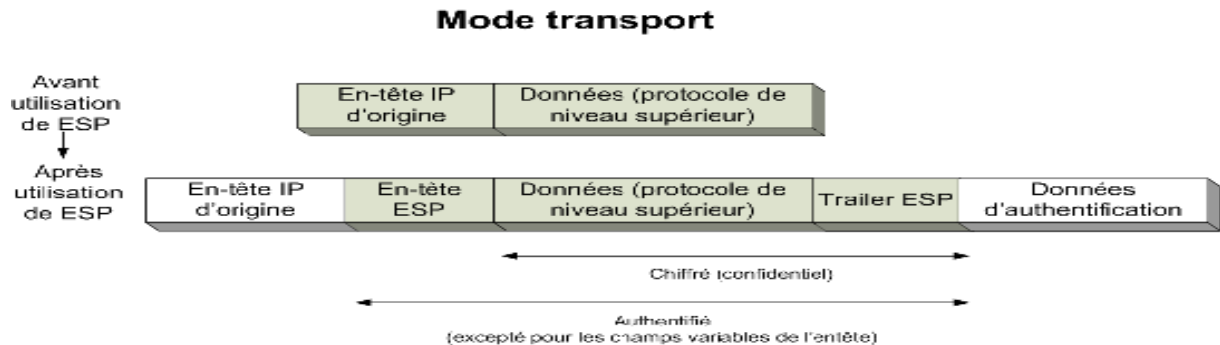 Mode transport
Avant
utilisation
de ESP
En-tête IP
d'origine
Données (protocole de
niveau supérieur)
Après
utilisation
de ESP
En-tête IP
d'origine
En-tête
ESP
Données (protocole de
niveau supérieur)
Trailer ESP
Données
d'authentification
Chiffré (confidentiel)
Authentifié
(excepté pour les champs variables de l'entête)